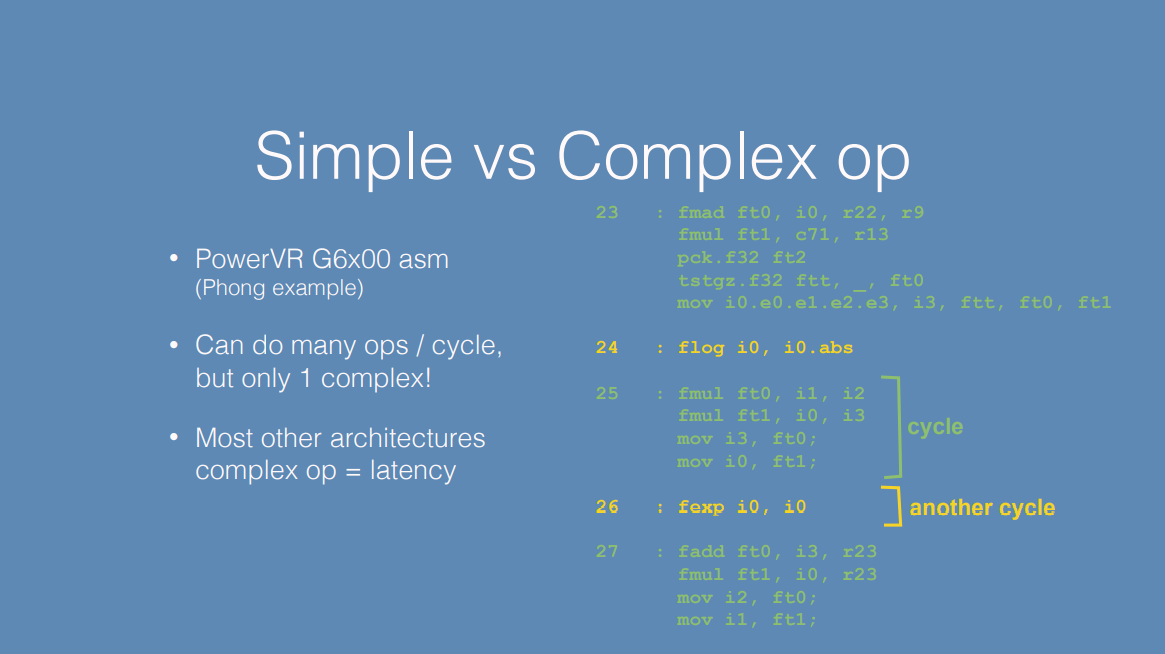 Simple vs Complex op
• PowerVR G6x00 asm
(Phong example)
• Can do many ops / cycle,
but only 1 complex!
• Most other architectures
complex op = latency
23 : fmad ft0, i0, r22, r9
fmul ft1, c71, r13
pck.f32 ft2
tstgz.f32 ftt, _, ft0
mov i0.e0.e1.e2.e3, i3, ftt, ft0, ft1
24 : flog i0, i0.abs
25 : fmul ft0, i1, i2
fmul ft1, i0, i3
mov i3, ft0;
mov i0, ft1;
cycle
26 : fexp i0, i0
another cycle
27 : fadd ft0, i3, r23
fmul ft1, i0, r23
mov i2, ft0;
mov i1, ft1;